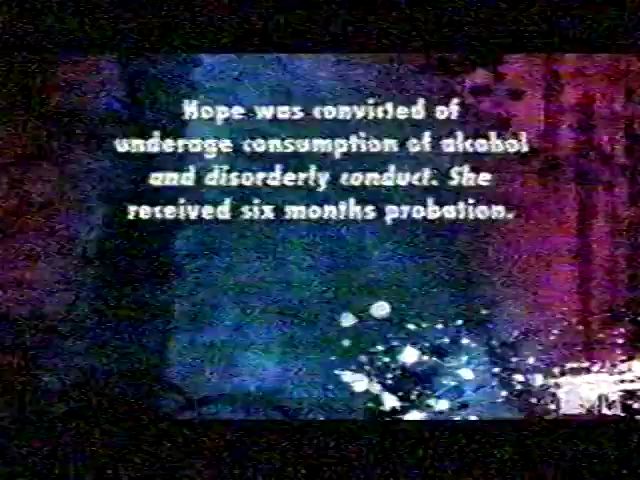 Hope was convicted of
underage consumption of alcohol
and disorderly conduct. She
received six months probation.